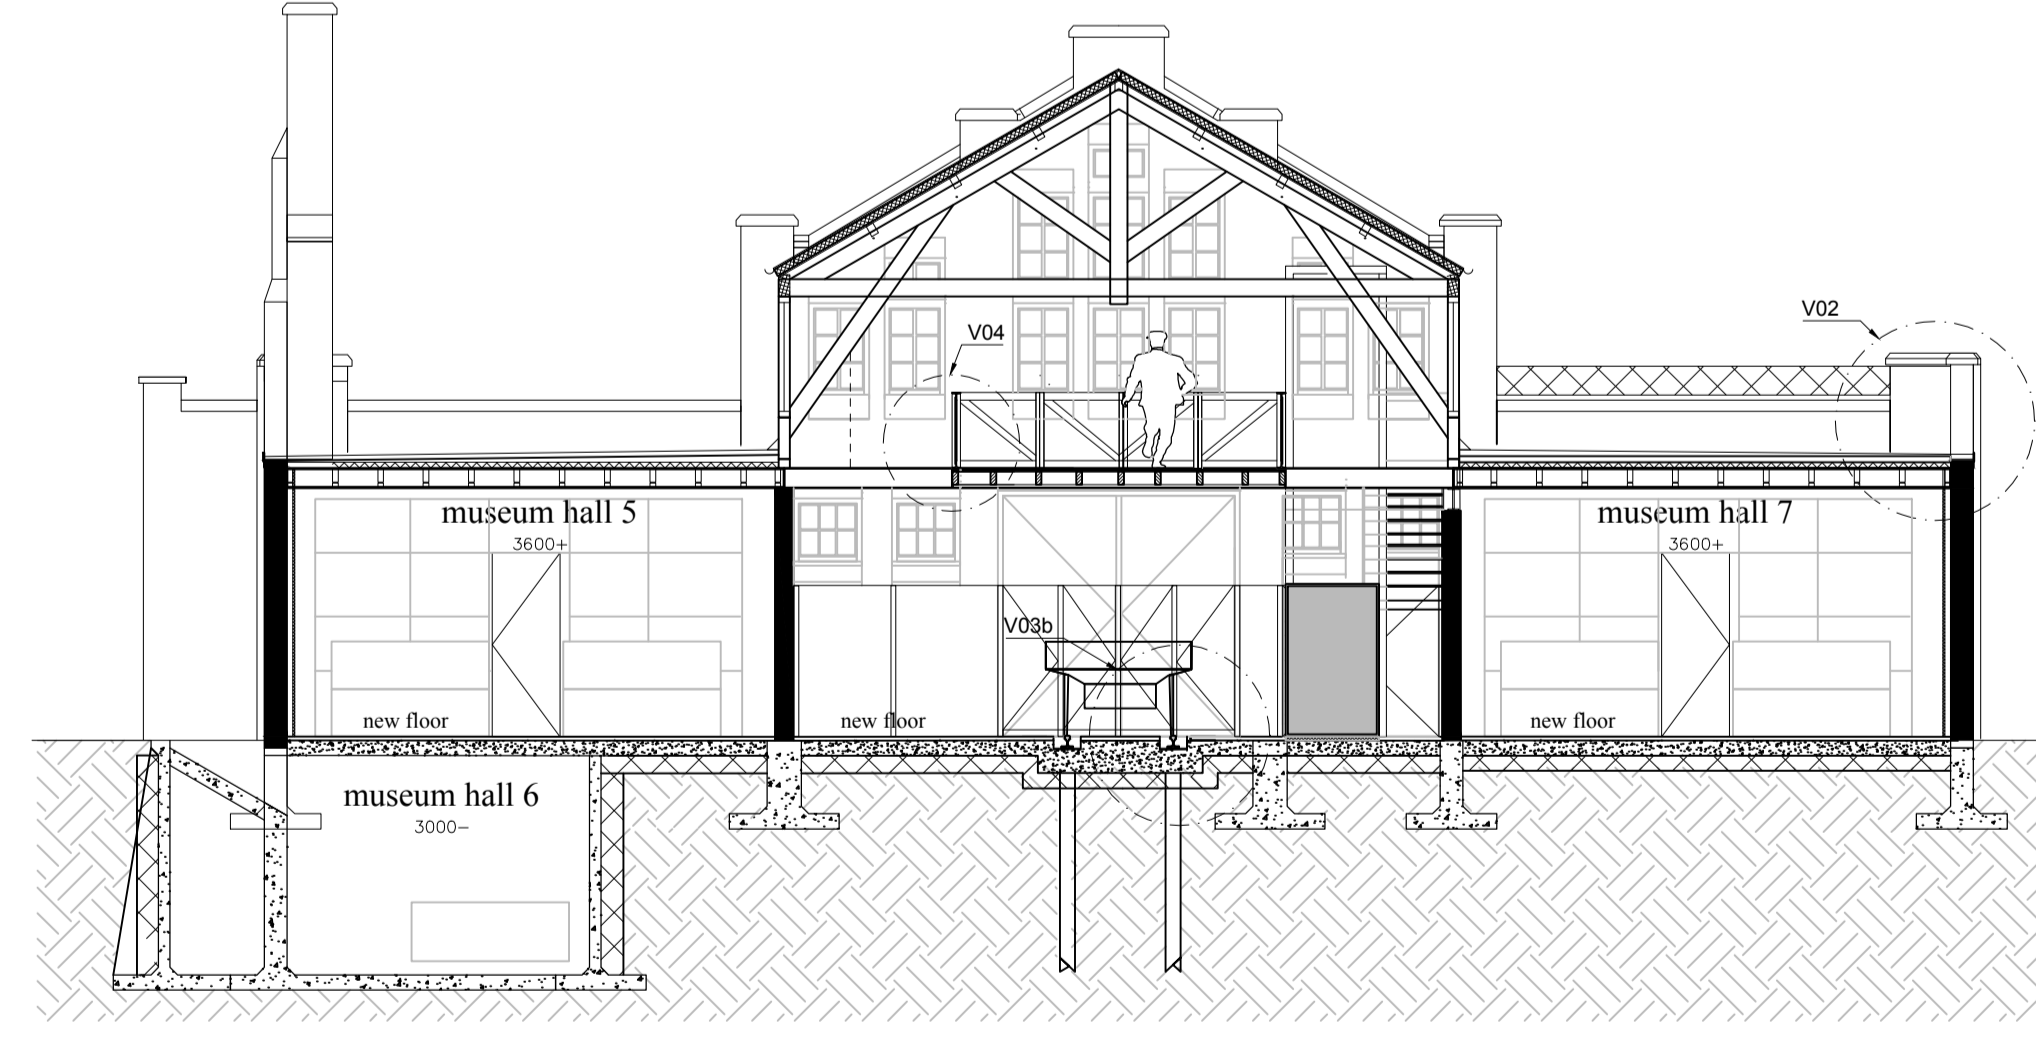 V04
V02
museum hall 5
3600+
museum hall 7
3600+
V03b
new floor
new floor
new floor
museum hall 6
3000-